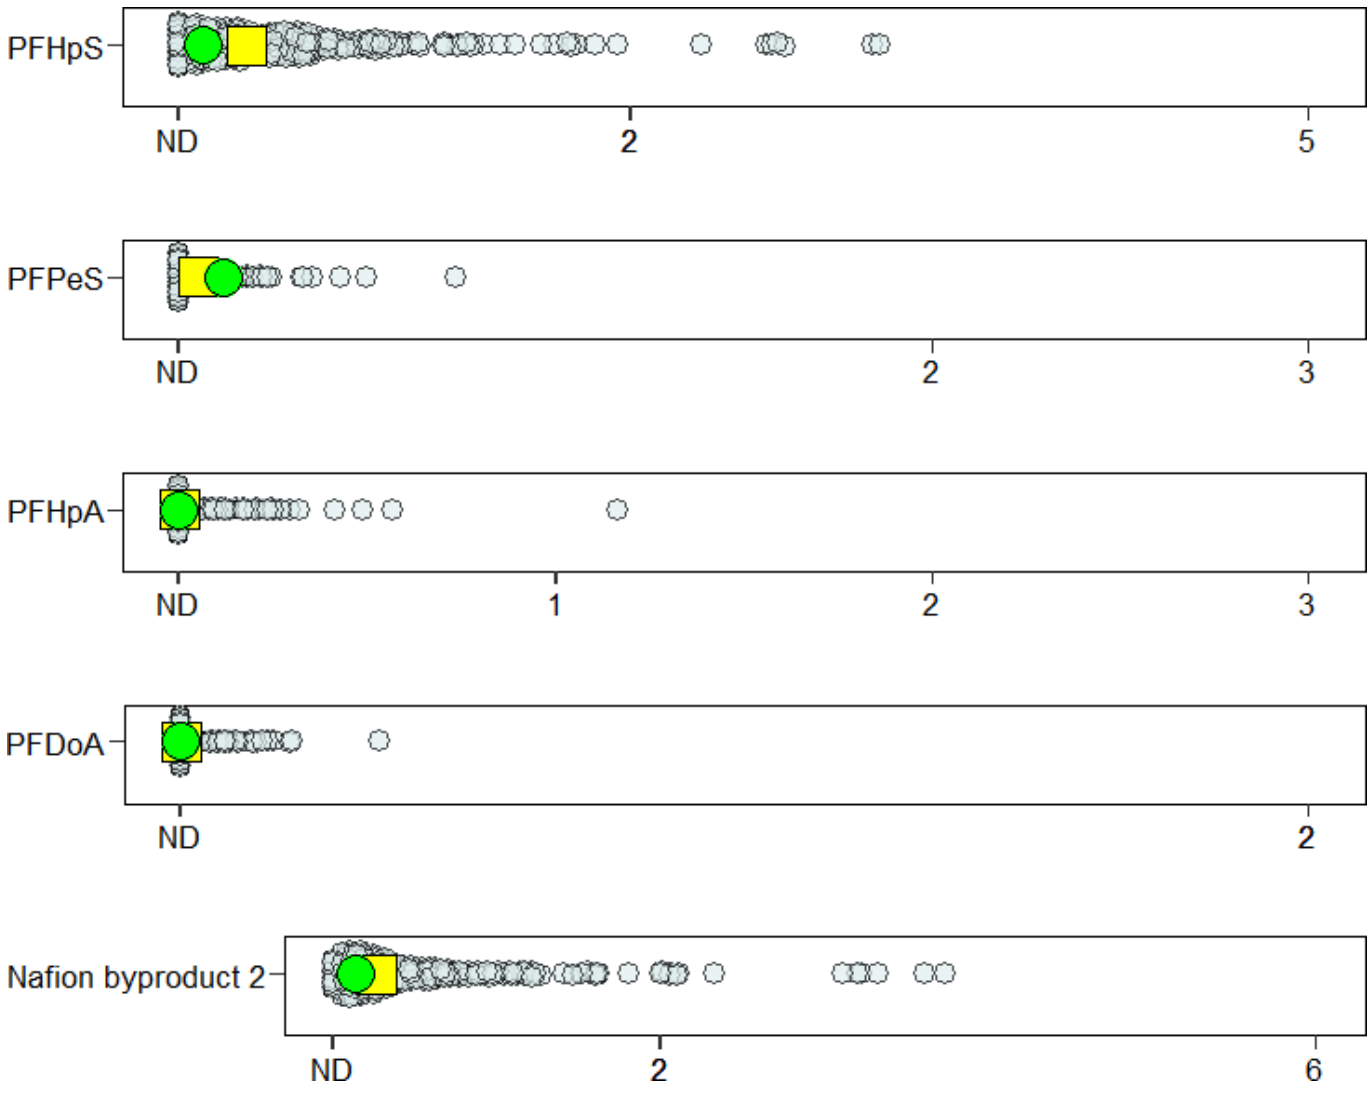 PFHpS
ND 2 5
PFPeS
ND 2 3
PFHpA
ND 1 2 3
PFDoA
ND 2
Nafion byproduct 2
ND 2 6